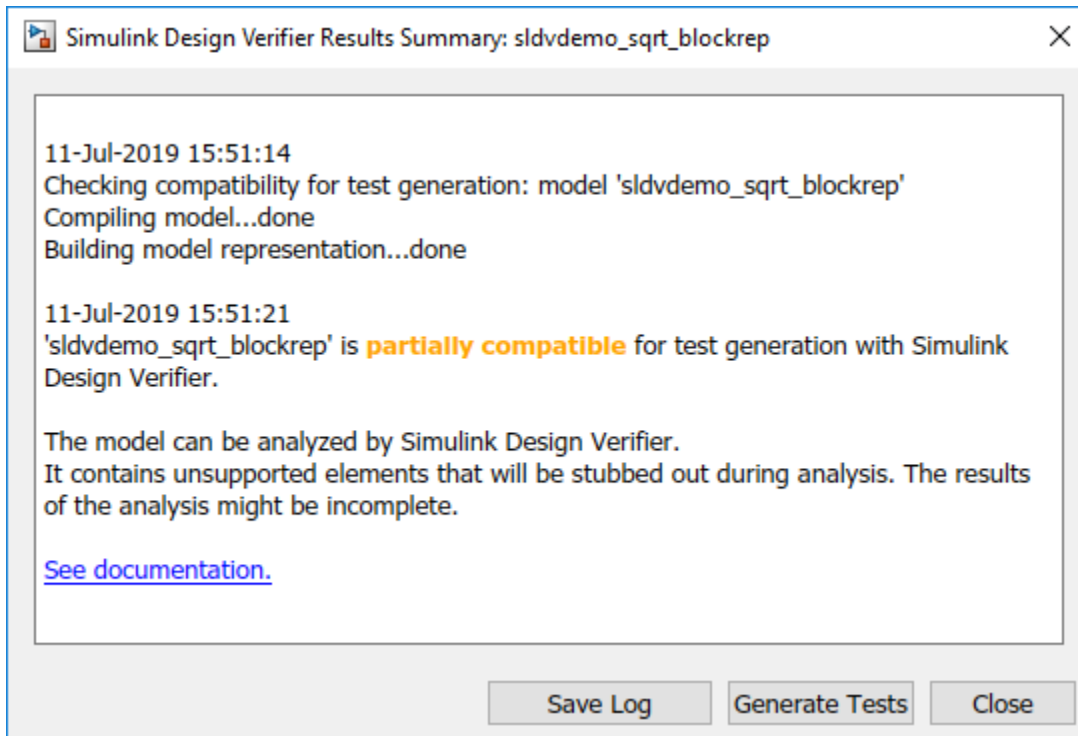 Simulink Design Verifier Results Summary: sldvdemo_sqrt_blockrep
11-Jul-2019 15:51:14
Checking compatibility for test generation: model 'sldvdemo_sqrt_blockrep'
Compiling model...done
Building model representation...done
11-Jul-2019 15:51:21
'sldvdemo_sqrt_blockrep' is partially compatible for test generation with Simulink
Design Verifier.
The model can be analyzed by Simulink Design Verifier.
It contains unsupported elements that will be stubbed out during analysis. The results
of the analysis might be incomplete.
See documentation.
Save Log
Generate Tests
Close